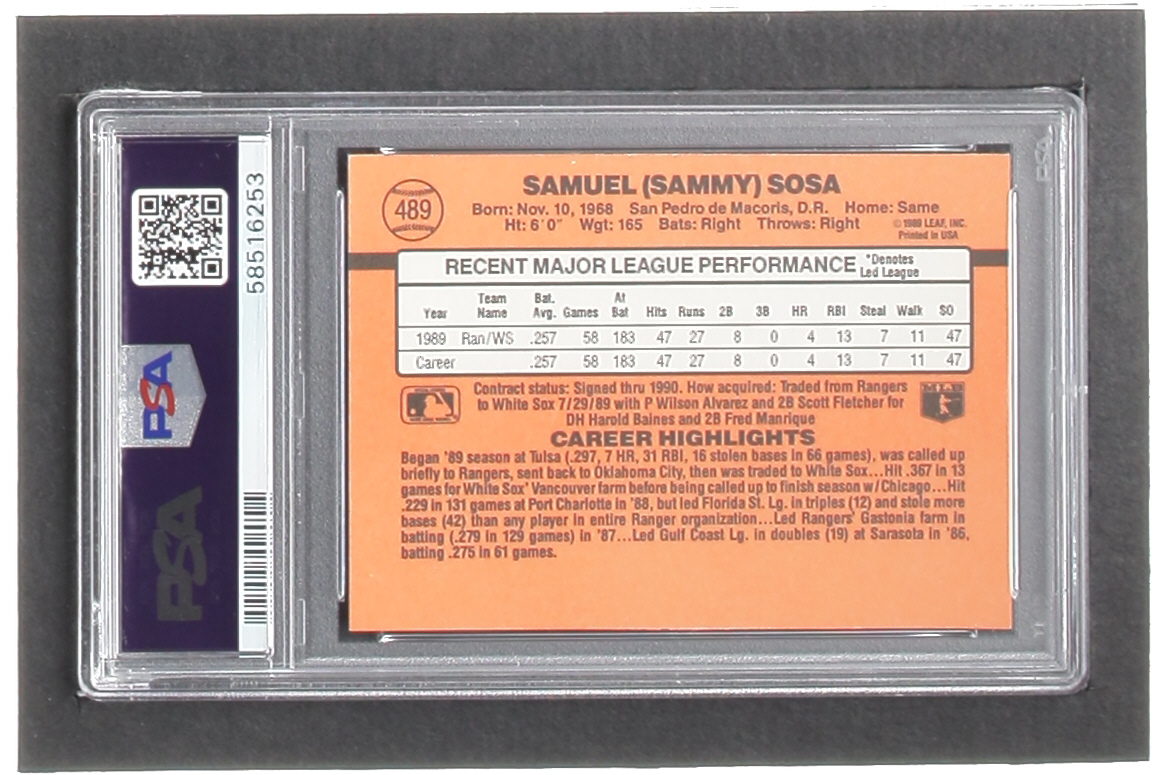 58516253
PSA
PSA
489
SAMUEL (SAMMY) SOSA
Born: Nov. 10, 1968 San Pedro de Macoris, D.R. Home: Same
Ht: 6'0" Wgt: 165 Bats: Right Throws: Right
© 1989 LEAF, INC.
Printed in USA
RECENT MAJOR LEAGUE PERFORMANCE *Denotes
Led League
Year Team Name Bat. Avg. Games At Bat Hits Runs 2B 3B HR RBI Steal Walk SO
1989 Ran/WS .257 58 183 47 27 8 0 4 13 7 11 47
Career .257 58 183 47 27 8 0 4 13 7 11 47
Contract status: Signed thru 1990. How acquired: Traded from Rangers
to White Sox 7/29/89 with P Wilson Alvarez and 2B Scott Fletcher for
DH Harold Baines and 2B Fred Manrique
CAREER HIGHLIGHTS
Began '89 season at Tulsa (.297, 7 HR, 31 RBI, 16 stolen bases in 66 games), was called up
briefly to Rangers, sent back to Oklahoma City, then was traded to White Sox...Hit .367 in 13
games for White Sox' Vancouver farm before being called up to finish season w/Chicago...Hit
.229 in 131 games at Port Charlotte in '88, but led Florida St. Lg. in triples (12) and stole more
bases (42) than any player in entire Ranger organization...Led Rangers' Gastonia farm in
batting (.279 in 129 games) in '87...Led Gulf Coast Lg. in doubles (19) at Sarasota in '86,
batting .275 in 61 games.
PSA